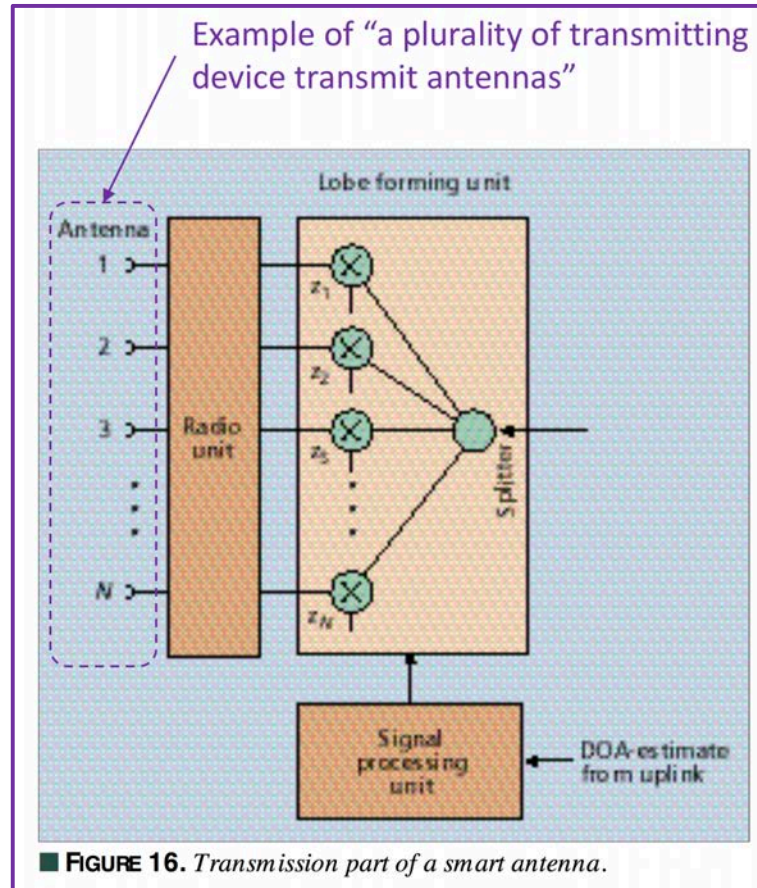 Example of “a plurality of transmitting
device transmit antennas”
Lobe forming unit
Antenna
1
z1
2
z2
3
Radio
unit
z3
Splitter
N
zN
Signal
processing
unit
DOA-estimate
from uplink
■ FIGURE 16. Transmission part of a smart antenna.